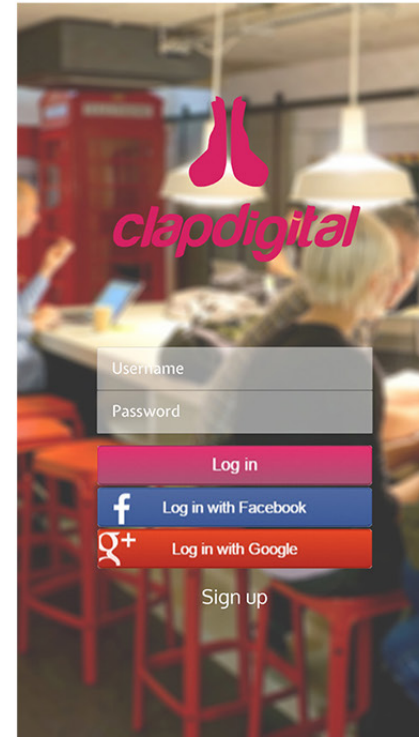 clapdigital
Username
Password
Log in
f Log in with Facebook
g+ Log in with Google
Sign up